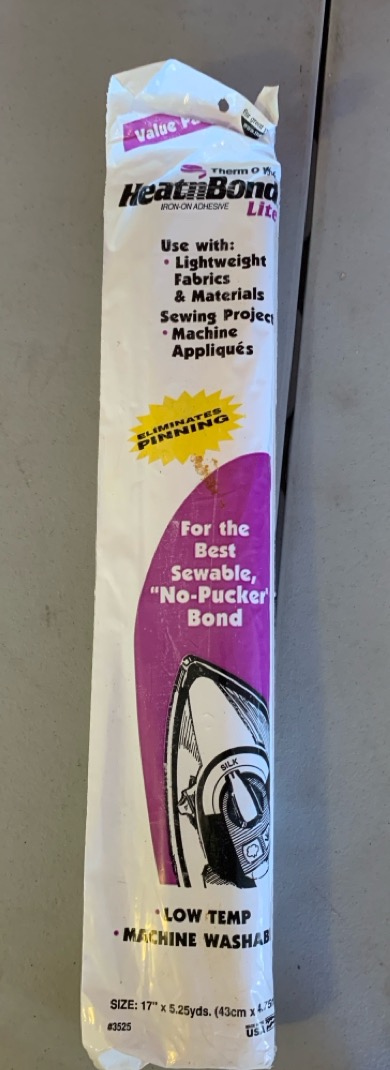 Value
Therm O
HeatnBond
IRON-ON ADHESIVE
Lite
Use with:
• Lightweight
Fabrics
& Materials
Sewing Project
• Machine
Appliqués
ELIMINATES
PINNING
For the
Best
Sewable,
"No-Pucker"
Bond
SILK
• LOW TEMP
• MACHINE WASHAB
SIZE: 17" x 5.25yds. (43cm x 4.75
#3525
USA